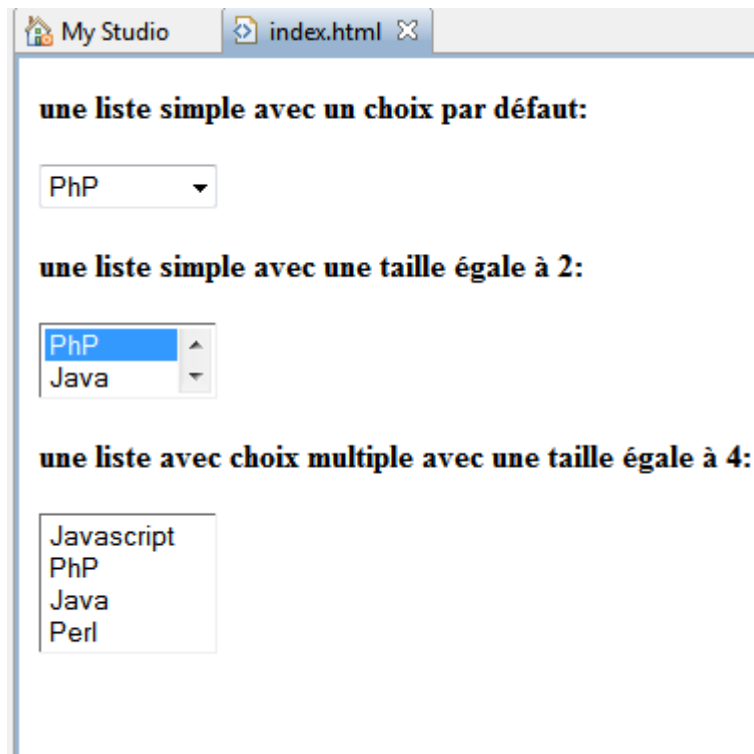 My Studio index.html
une liste simple avec un choix par défaut:
PhP
une liste simple avec une taille égale à 2:
PhP
Java
une liste avec choix multiple avec une taille égale à 4:
Javascript
PhP
Java
Perl